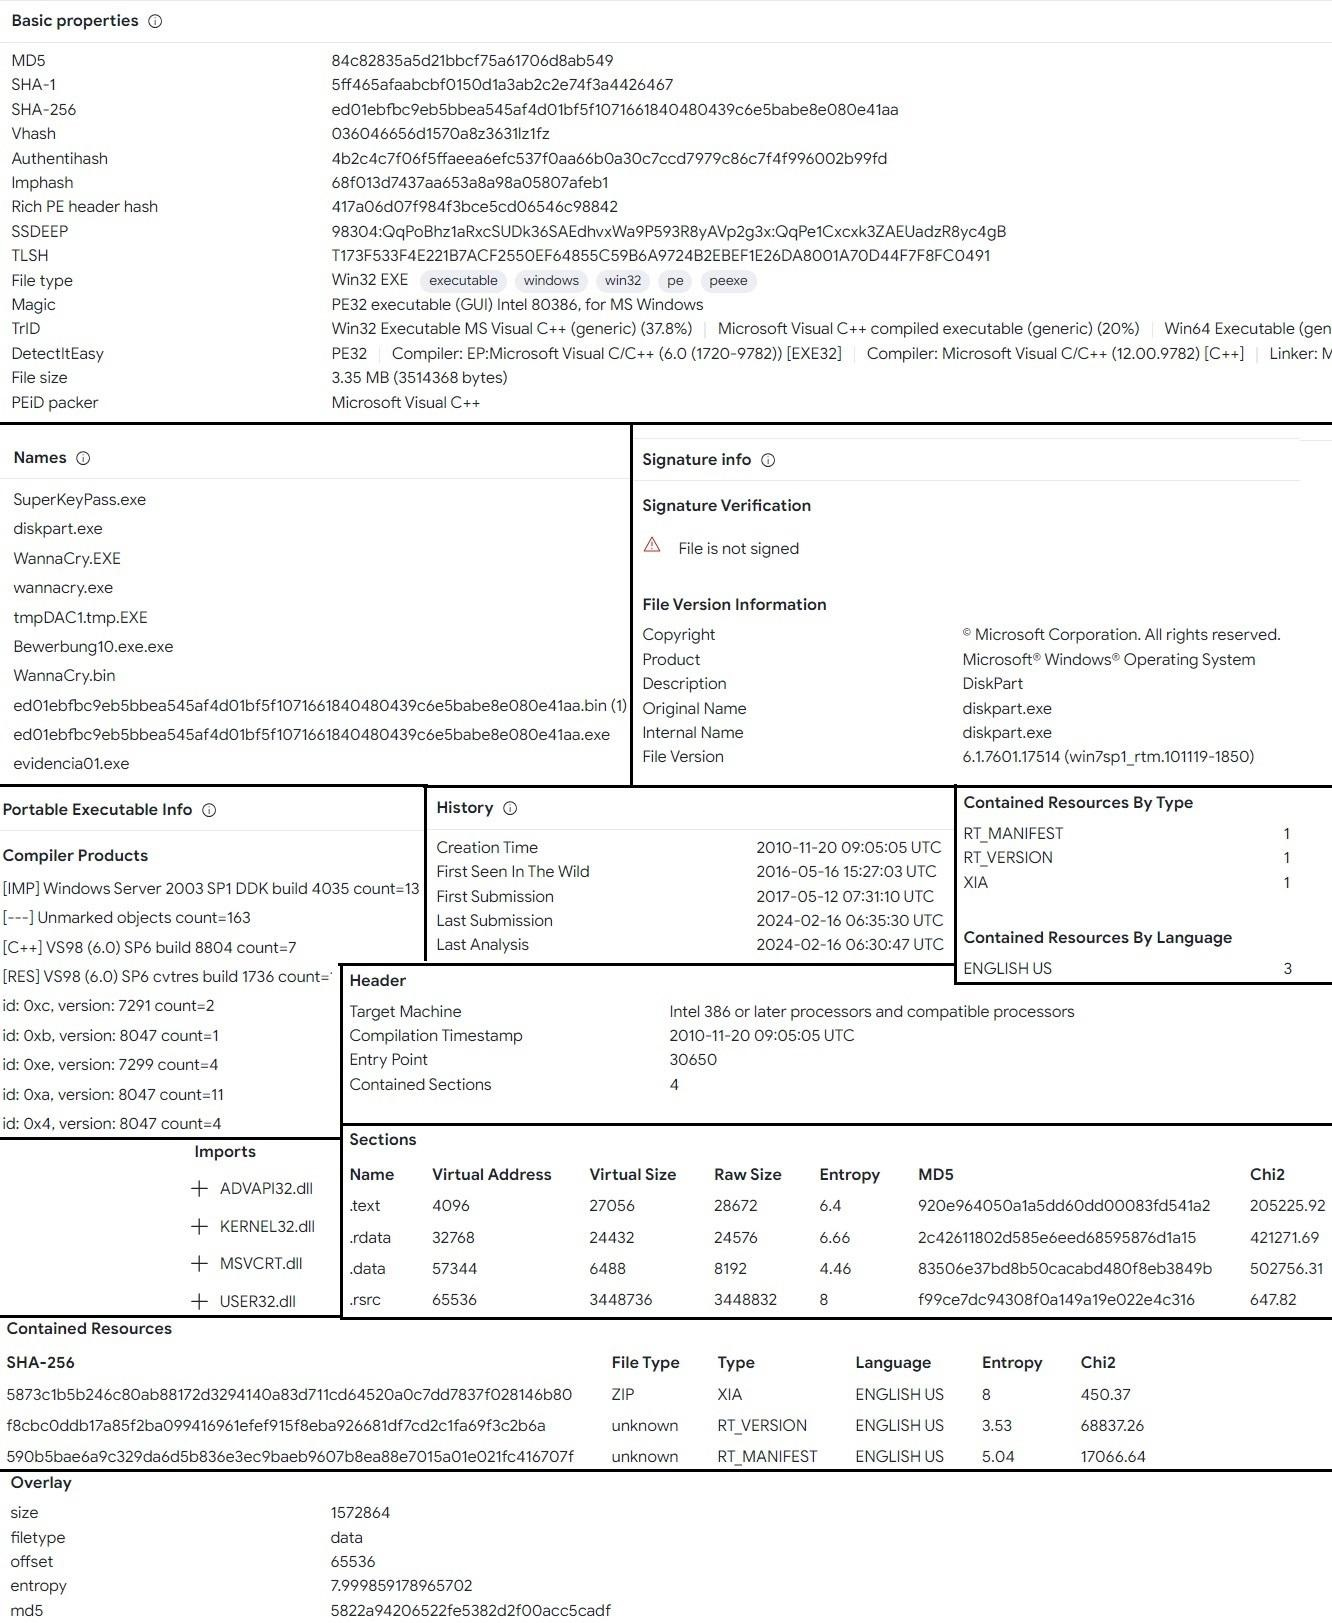 Basic properties
MD5 84c82835a5d21bbcf75a61706d8ab549
SHA-1 5ff465afaabcbf0150d1a3ab2c2e74f3a4426467
SHA-256 ed01ebfbc9eb5bbea545af4d01bf5f1071661840480439c6e5babe8e080e41aa
Vhash 036046656d1570a8z3631lz1fz
Authentihash 4b2c4c7f06f5ffaeea6efc537f0aa66b0a30c7ccd7979c86c7f4f996002b99fd
Imphash 68f013d7437aa653a8a98a05807afeb1
Rich PE header hash 417a06d07f984f3bce5cd06546c98842
SSDEEP 98304:QqPoBhz1aRxcSUDk36SAEdhvxWa9P593R8yAVp2g3x:QqPe1Cxcxk3ZAEUadzR8yc4gB
TLSH T173F533F4E221B7ACF2550EF64855C59B6A9724B2EBEF1E26DA8001A70D44F7F8FC0491
File type Win32 EXE executable windows win32 pe peexe
Magic PE32 executable (GUI) Intel 80386, for MS Windows
TrID Win32 Executable MS Visual C++ (generic) (37.8%) Microsoft Visual C++ compiled executable (generic) (20%) Win64 Executable (gen
DetectItEasy PE32 Compiler: EP:Microsoft Visual C/C++ (6.0 (1720-9782)) [EXE32] Compiler: Microsoft Visual C/C++ (12.00.9782) [C++] Linker: M
File size 3.35 MB (3514368 bytes)
PEiD packer Microsoft Visual C++
Names
SuperKeyPass.exe
diskpart.exe
WannaCry.EXE
wannacry.exe
tmpDAC1.tmp.EXE
Bewerbung10.exe.exe
WannaCry.bin
ed01ebfbc9eb5bbea545af4d01bf5f1071661840480439c6e5babe8e080e41aa.bin (1)
ed01ebfbc9eb5bbea545af4d01bf5f1071661840480439c6e5babe8e080e41aa.exe
evidencia01.exe
Signature info
Signature Verification
File is not signed
File Version Information
Copyright © Microsoft Corporation. All rights reserved.
Product Microsoft® Windows® Operating System
Description DiskPart
Original Name diskpart.exe
Internal Name diskpart.exe
File Version 6.1.7601.17514 (win7sp1_rtm.101119-1850)
Portable Executable Info
Compiler Products
[IMP] Windows Server 2003 SP1 DDK build 4035 count=13
[---] Unmarked objects count=163
[C++] VS98 (6.0) SP6 build 8804 count=7
[RES] VS98 (6.0) SP6 cvtres build 1736 count=
id: 0xc, version: 7291 count=2
id: 0xb, version: 8047 count=1
id: 0xe, version: 7299 count=4
id: 0xa, version: 8047 count=11
id: 0x4, version: 8047 count=4
History
Creation Time 2010-11-20 09:05:05 UTC
First Seen In The Wild 2016-05-16 15:27:03 UTC
First Submission 2017-05-12 07:31:10 UTC
Last Submission 2024-02-16 06:35:30 UTC
Last Analysis 2024-02-16 06:30:47 UTC
Contained Resources By Type
RT_MANIFEST 1
RT_VERSION 1
XIA 1
Contained Resources By Language
ENGLISH US 3
Header
Target Machine Intel 386 or later processors and compatible processors
Compilation Timestamp 2010-11-20 09:05:05 UTC
Entry Point 30650
Contained Sections 4
Imports
ADVAPI32.dll
KERNEL32.dll
MSVCRT.dll
USER32.dll
Sections
Name Virtual Address Virtual Size Raw Size Entropy MD5 Chi2
.text 4096 27056 28672 6.4 920e964050a1a5dd60dd00083fd541a2 205225.92
.rdata 32768 24432 24576 6.66 2c42611802d585e6eed68595876d1a15 421271.69
.data 57344 6488 8192 4.46 83506e37bd8b50cacabd480f8eb3849b 502756.31
.rsrc 65536 3448736 3448832 8 f99ce7dc94308f0a149a19e022e4c316 647.82
Contained Resources
SHA-256 File Type Type Language Entropy Chi2
5873c1b5b246c80ab88172d3294140a83d711cd64520a0c7dd7837f028146b80 ZIP XIA ENGLISH US 8 450.37
f8cbc0ddb17a85f2ba099416961efef915f8eba926681df7cd2c1fa69f3c2b6a unknown RT_VERSION ENGLISH US 3.53 68837.26
590b5bae6a9c329da6d5b836e3ec9baeb9607b8ea88e7015a01e021fc416707f unknown RT_MANIFEST ENGLISH US 5.04 17066.64
Overlay
size 1572864
filetype data
offset 65536
entropy 7.999859178965702
md5 5822a94206522fe5382d2f00acc5cadf